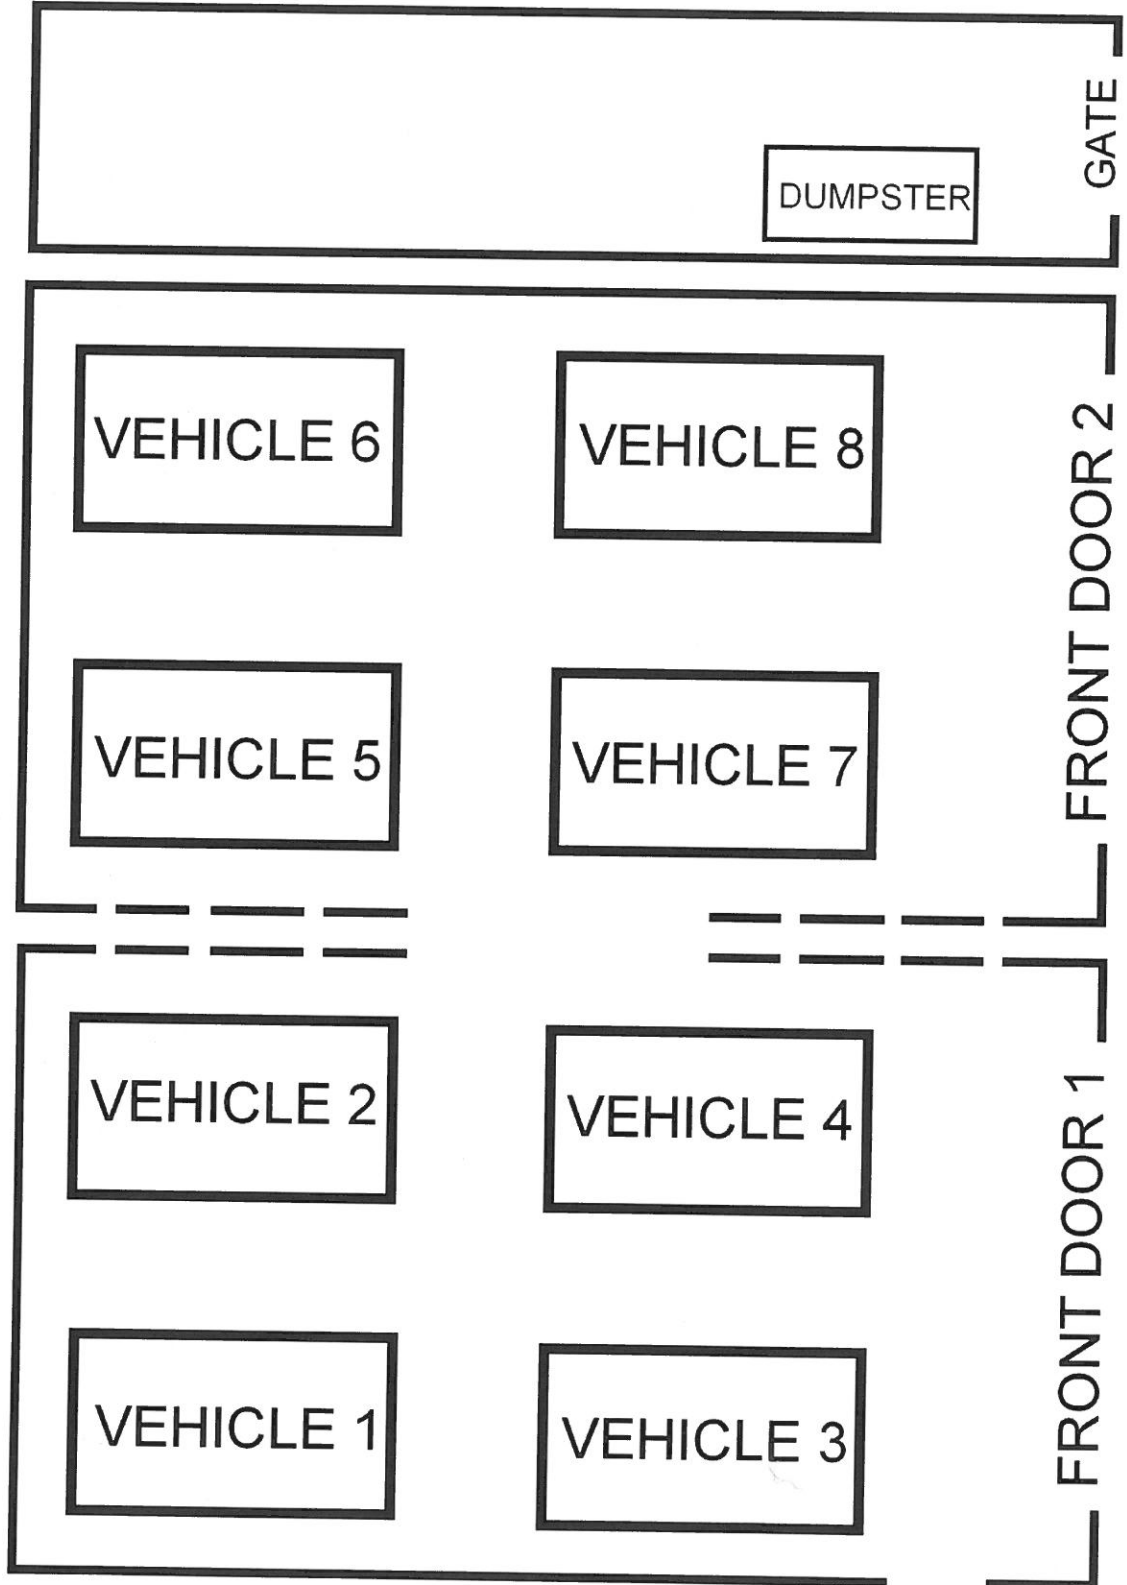 GATE
DUMPSTER
VEHICLE 6
VEHICLE 8
FRONT DOOR 2
VEHICLE 5
VEHICLE 7
VEHICLE 2
VEHICLE 4
FRONT DOOR 1
VEHICLE 1
VEHICLE 3